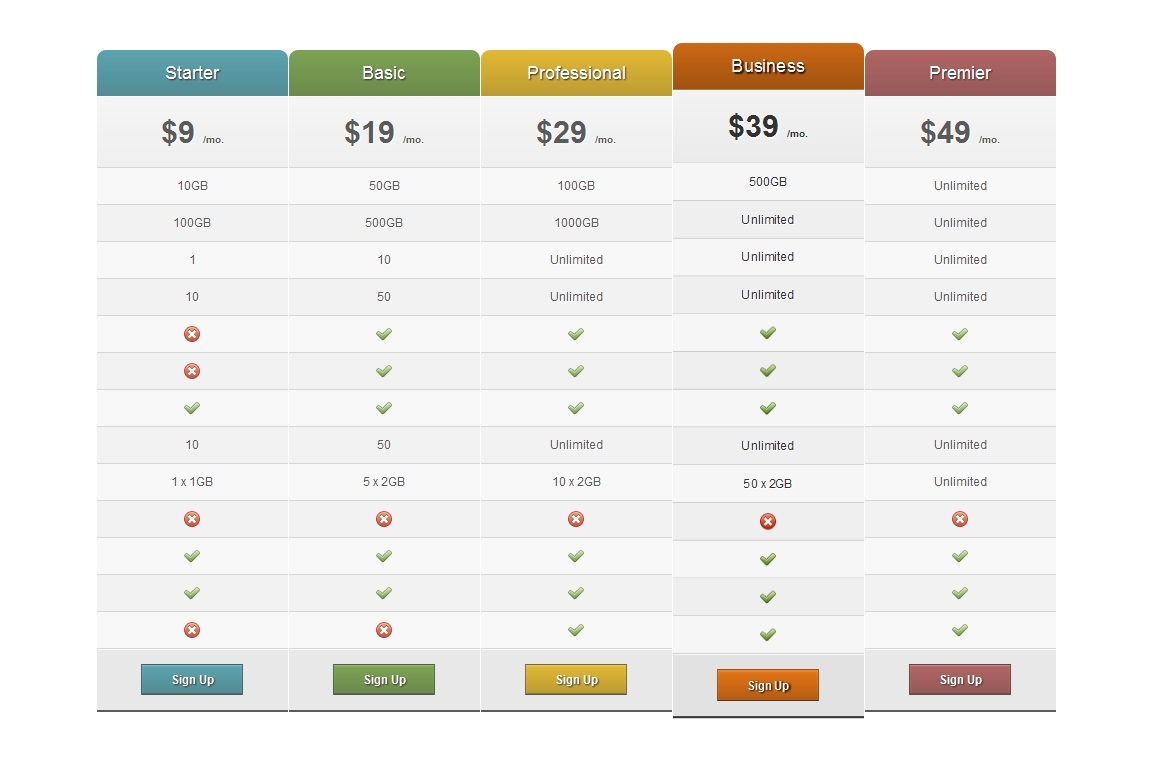 Starter Basic Professional Business Premier
$9 /mo. $19 /mo. $29 /mo. $39 /mo. $49 /mo.
10GB 50GB 100GB 500GB Unlimited
100GB 500GB 1000GB Unlimited Unlimited
1 10 Unlimited Unlimited Unlimited
10 50 Unlimited Unlimited Unlimited
10 50 Unlimited Unlimited Unlimited
1 x 1GB 5 x 2GB 10 x 2GB 50 x 2GB Unlimited
Sign Up Sign Up Sign Up Sign Up Sign Up